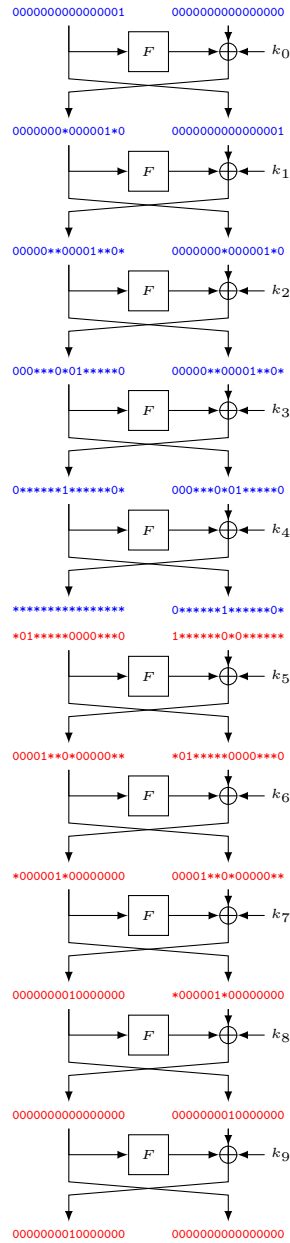 0000000000000001 0000000000000000
F k₀
0000000*000001*0 0000000000000001
F k₁
00000**00001**0* 0000000*000001*0
F k₂
000***0*01*****0 00000**00001**0*
F k₃
0******1******0* 000***0*01*****0
F k₄
**************** 0******1******0*
*01*****0000***0 1******0*0******
F k₅
00001**0*00000** *01*****0000***0
F k₆
*000001*00000000 00001**0*00000**
F k₇
0000000010000000 *000001*00000000
F k₈
0000000000000000 0000000010000000
F k₉
0000000010000000 0000000000000000